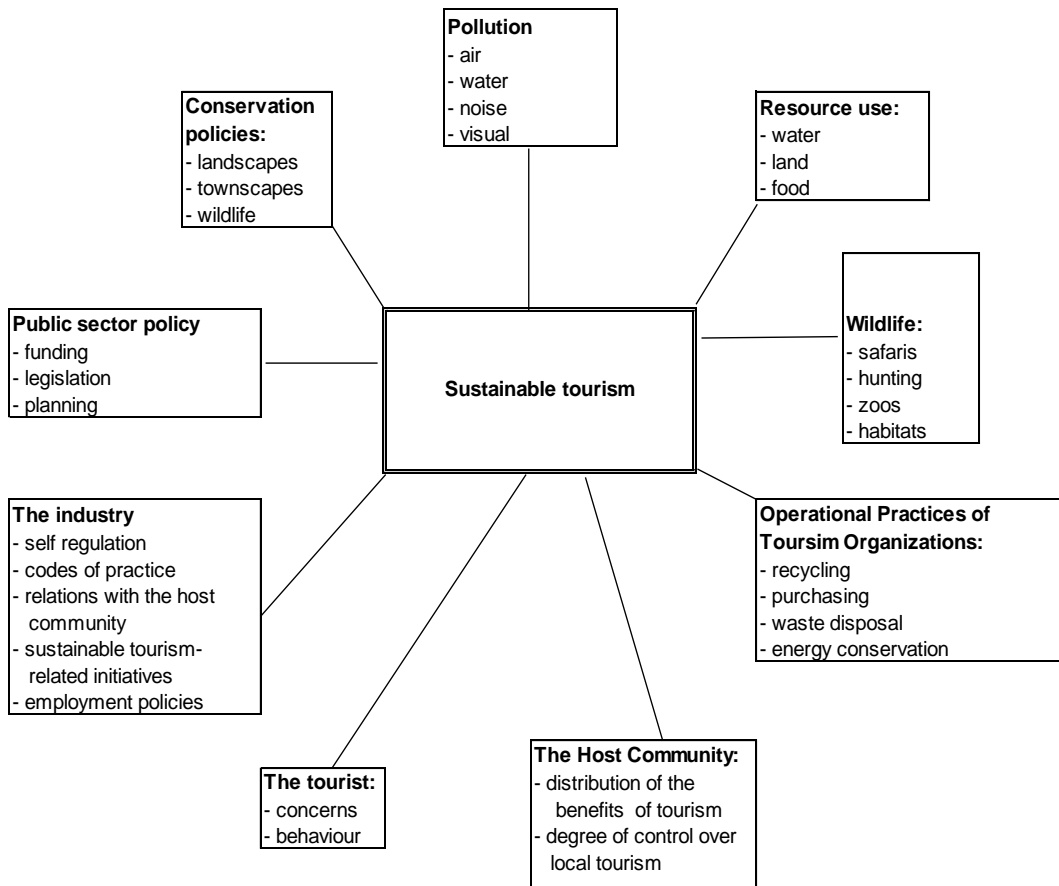 Pollution
- air
- water
- noise
- visual
Conservation
policies:
- landscapes
- townscapes
- wildlife
Resource use:
- water
- land
- food
Public sector policy
- funding
- legislation
- planning
Sustainable tourism
Wildlife:
- safaris
- hunting
- zoos
- habitats
The industry
- self regulation
- codes of practice
- relations with the host
community
- sustainable tourism-
related initiatives
- employment policies
Operational Practices of
Toursim Organizations:
- recycling
- purchasing
- waste disposal
- energy conservation
The tourist:
- concerns
- behaviour
The Host Community:
- distribution of the
benefits of tourism
- degree of control over
local tourism